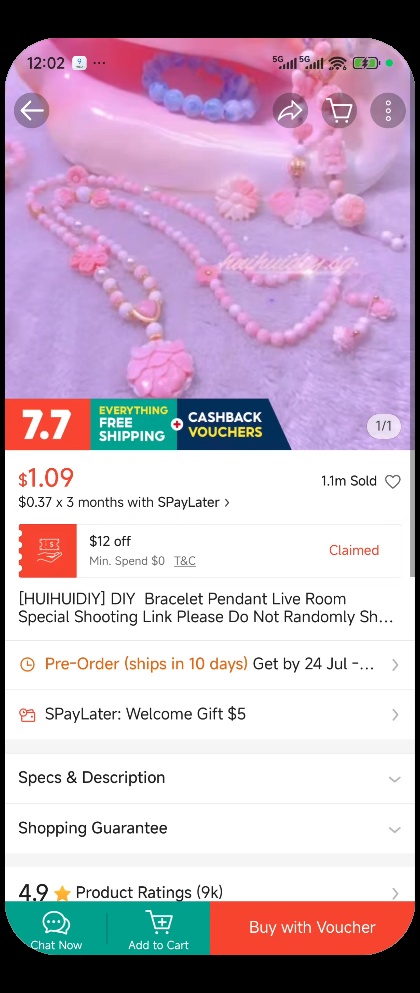 12:02
5G 5G
huihuidiy.sg
7.7
EVERYTHING
FREE
SHIPPING
+
CASHBACK
VOUCHERS
1/1
$1.09
1.1m Sold
$0.37 x 3 months with SPayLater >
$12 off
Min. Spend $0 T&C
Claimed
[HUIHUIDIY] DIY Bracelet Pendant Live Room
Special Shooting Link Please Do Not Randomly Sh...
Pre-Order (ships in 10 days) Get by 24 Jul -...
SPayLater: Welcome Gift $5
Specs & Description
Shopping Guarantee
4.9 Product Ratings (9k)
Chat Now
Add to Cart
Buy with Voucher